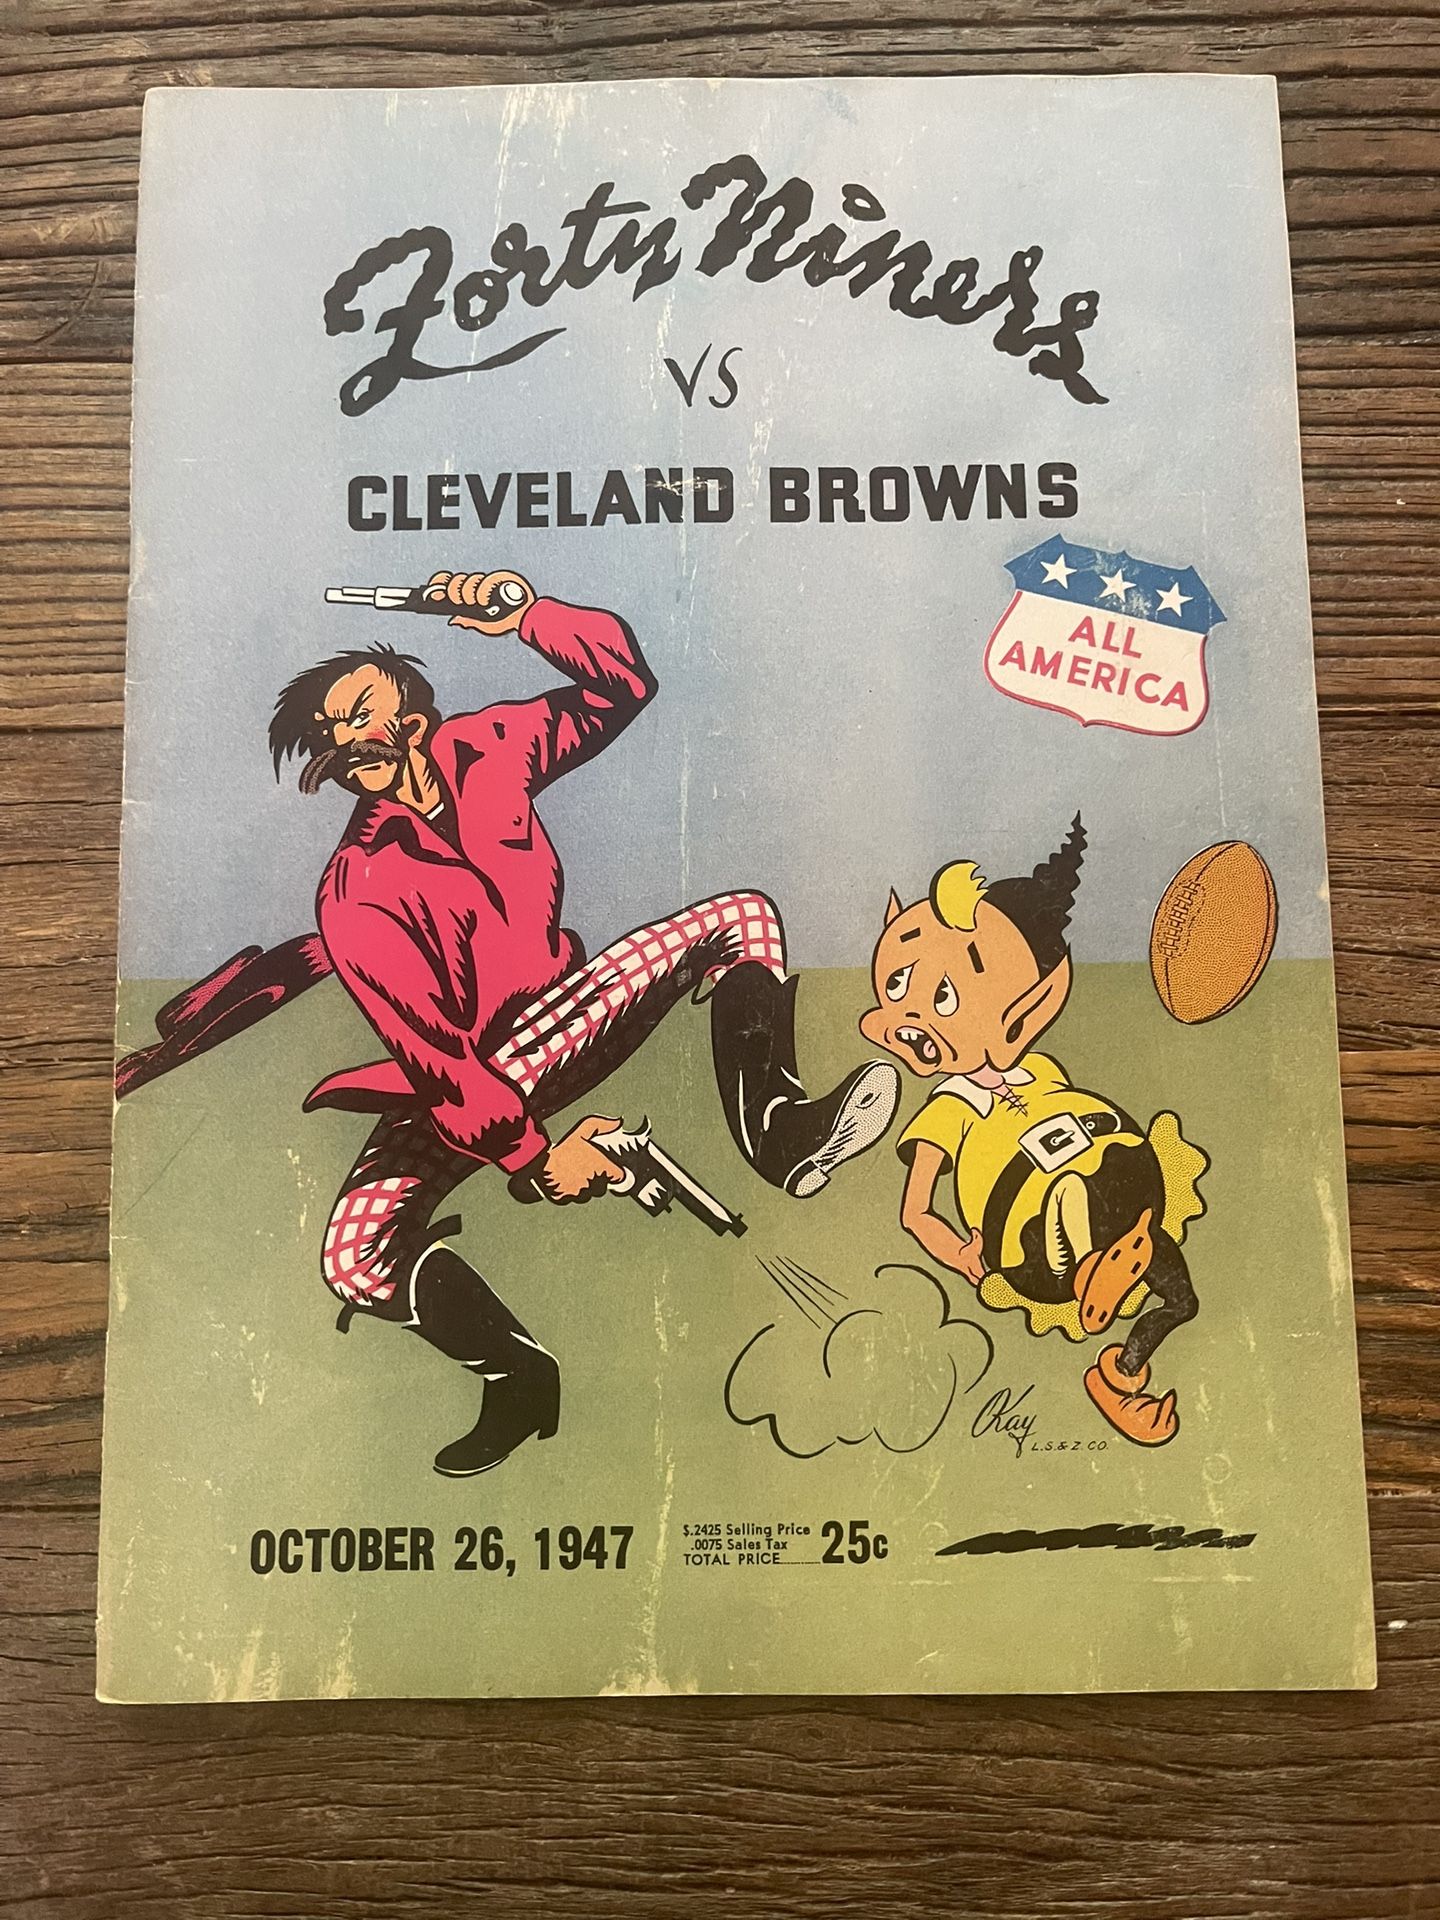 Forty Niners
vs
CLEVELAND BROWNS
ALL
AMERICA
OKay
L.S.& Z. CO.
OCTOBER 26, 1947
$.2425 Selling Price
.0075 Sales Tax
TOTAL PRICE
25c